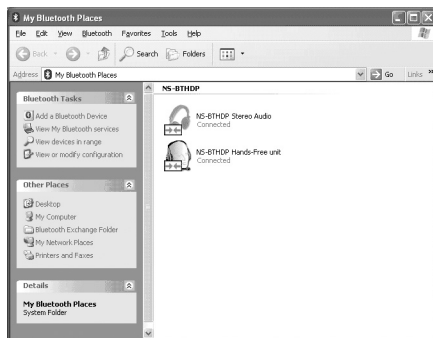 My Bluetooth Places
File Edit View Bluetooth Favorites Tools Help
Back Search Folders
Address My Bluetooth Places Go Links »
Bluetooth Tasks
Add a Bluetooth Device
View My Bluetooth services
View devices in range
View or modify configuration
Other Places
Desktop
My Computer
Bluetooth Exchange Folder
My Network Places
Printers and Faxes
Details
My Bluetooth Places
System Folder
NS-BTHDP
NS-BTHDP Stereo Audio
Connected
NS-BTHDP Hands-Free unit
Connected